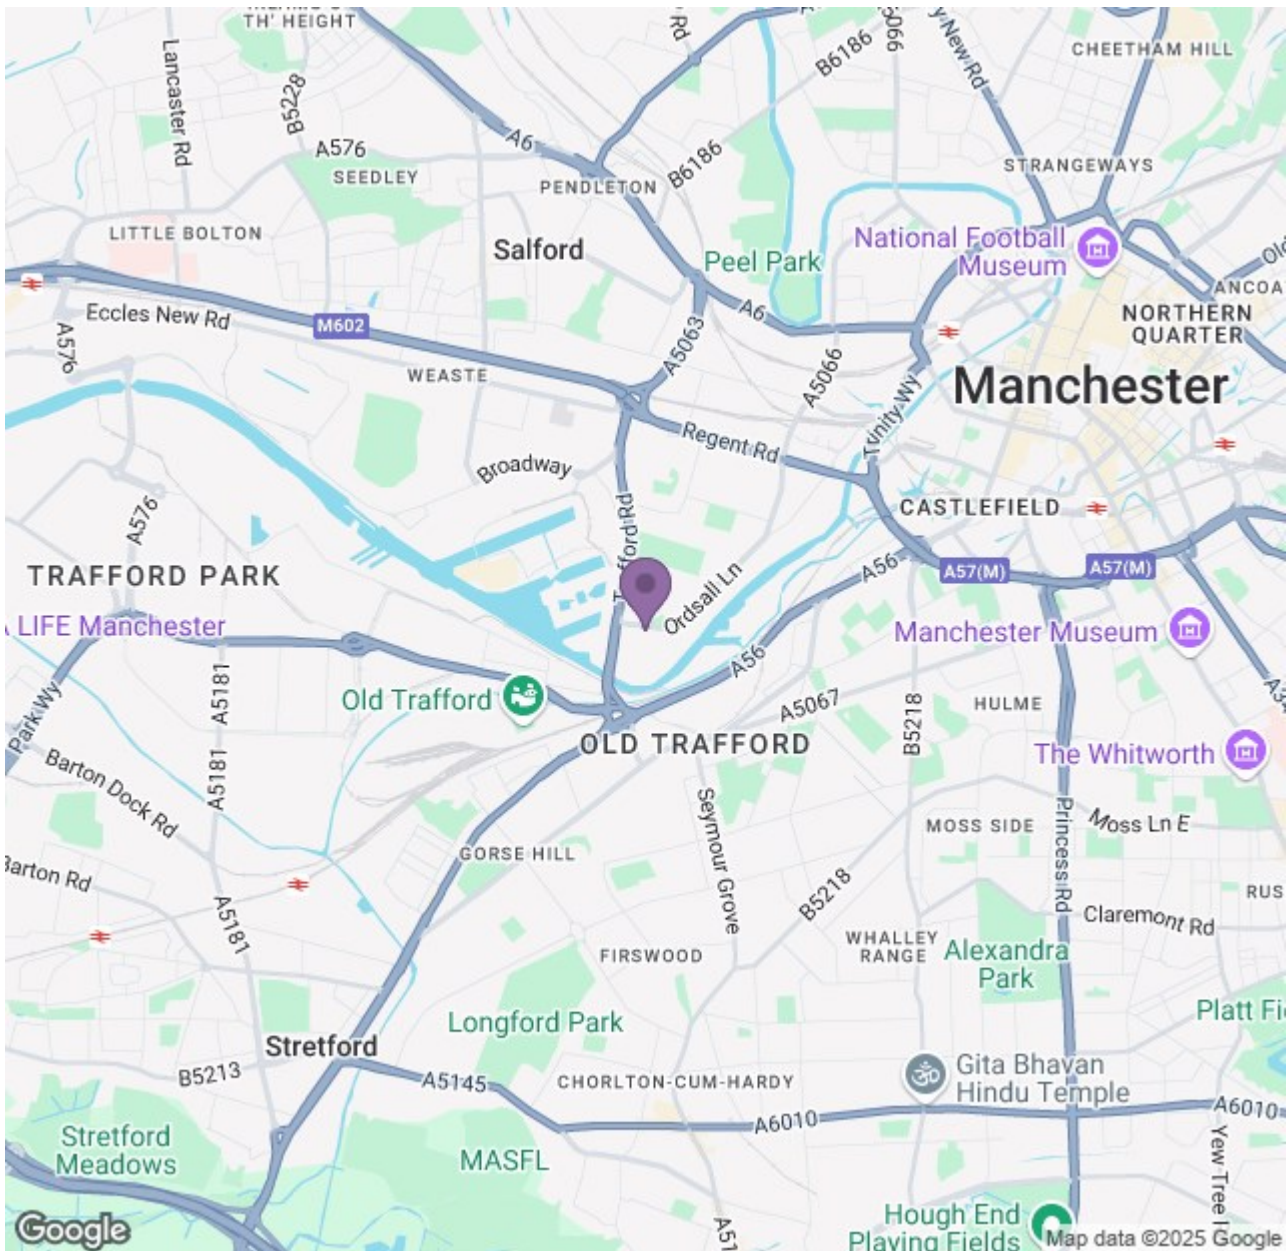 TH' HEIGHT
Lancaster Rd
B5228
A576
SEEDLEY
A6
PENDLETON
B6186
B6186
A5066
CHEETHAM HILL
STRANGEWAYS
LITTLE BOLTON
Salford
Peel Park
National Football
Museum
NORTHERN
QUARTER
Eccles New Rd
M602
A576
WEASTE
A5063
A6
A5066
Trinity Wy
Manchester
Regent Rd
Broadway
CASTLEFIELD
A576
TRAFFORD PARK
Ordsall Ln
A56
A57(M)
A57(M)
LIFE Manchester
Manchester Museum
A56
Park Wy
A5181
Old Trafford
OLD TRAFFORD
A5067
B5218
HULME
The Whitworth
Barton Dock Rd
A5181
Seymour Grove
MOSS SIDE
Moss Ln E
Princess Rd
GORSE HILL
Barton Rd
B5218
A5181
Claremont Rd
FIRSWOOD
WHALLEY
RANGE
Alexandra
Park
Longford Park
Stretford
B5213
A5145
CHORLTON-CUM-HARDY
Gita Bhavan
Hindu Temple
A6010
A6010
Stretford
Meadows
MASFL
Hough End
Playing Fields
Google
Map data ©2025 Google